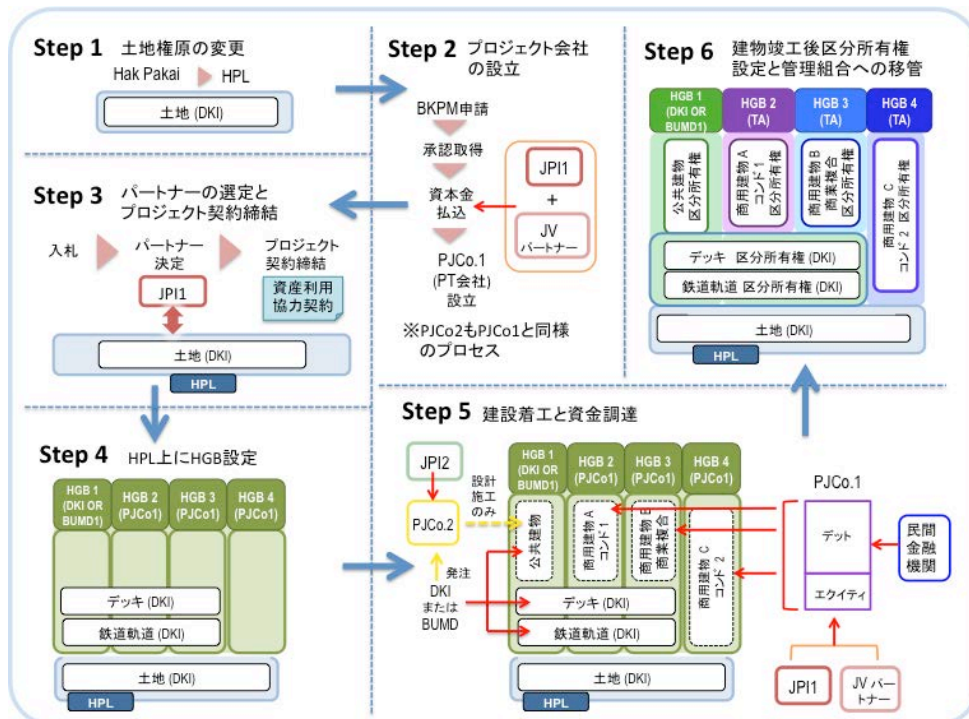 Step 1 土地権原の変更
Hak Pakai HPL
土地 (DKI)
Step 2 プロジェクト会社
の設立
BKPM申請
承認取得
資本金
払込
PJCo.1
(PT会社)
設立
JPI1
+
JV
パートナー
※PJCo2もPJCo1と同様
のプロセス
Step 3 パートナーの選定と
プロジェクト契約締結
入札
パートナー
決定
プロジェクト
契約締結
JPI1
資産利用
協力契約
土地 (DKI)
HPL
Step 4 HPL上にHGB設定
HGB 1
(DKI OR
BUMD1)
HGB 2
(PJCo1)
HGB 3
(PJCo1)
HGB 4
(PJCo1)
デッキ (DKI)
鉄道軌道 (DKI)
土地 (DKI)
HPL
Step 5 建設着工と資金調達
JPI2
PJCo.2
設計
施工
のみ
発注
DKI
または
BUMD
HGB 1
(DKI OR
BUMD1)
HGB 2
(PJCo1)
HGB 3
(PJCo1)
HGB 4
(PJCo1)
公共建物
商用建物 A
コンド 1
商用建物 B
商業複合
商用建物 C
コンド 2
デッキ (DKI)
鉄道軌道 (DKI)
土地 (DKI)
HPL
PJCo.1
デット
エクイティ
民間
金融
機関
JPI1
JV パー
トナー
Step 6 建物竣工後区分所有権
設定と管理組合への移管
HGB 1
(DKI OR
BUMD1)
HGB 2
(TA)
HGB 3
(TA)
HGB 4
(TA)
公共建物
区分所有権
商用建物 A
コンド 1
区分所有権
商用建物 B
商業複合
区分所有権
商用建物 C
コンド 2 区分所有権
デッキ 区分所有権 (DKI)
鉄道軌道 区分所有権 (DKI)
土地 (DKI)
HPL